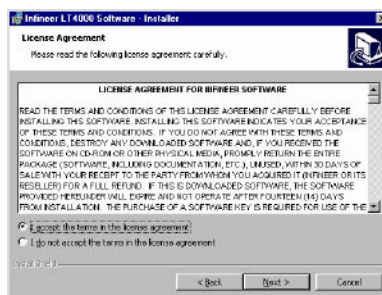 Infineer LT4000 Software - Installer
License Agreement
Please read the following license agreement carefully.
LICENSE AGREEMENT FOR INFINEER SOFTWARE
READ THE TERMS AND CONDITIONS OF THIS LICENSE AGREEMENT CAREFULLY BEFORE
INSTALLING THIS SOFTWARE. INSTALLING THIS SOFTWARE INDICATES YOUR ACCEPTANCE
OF THESE TERMS AND CONDITIONS. IF YOU DO NOT AGREE WITH THESE TERMS AND
CONDITIONS, DESTROY ANY DOWNLOADED SOFTWARE AND, IF YOU RECEIVED THE
SOFTWARE ON CD-ROM OR OTHER PHYSICAL MEDIA, PROMPLY RETURN THE ENTIRE
PACKAGE (SOFTWARE, INCLUDING DOCUMENTATION, ETC.), UNUSED, WITHIN 30 DAYS OF
SALE WITH YOUR RECEIPT TO THE PARTY FROM WHOM YOU ACQUIRED IT (INFINEER OR ITS
RESELLER) FOR A FULL REFUND. IF THIS IS DOWNLOADED SOFTWARE, THE SOFTWARE
PROVIDED HEREUNDER WILL EXPIRE AND NOT OPERATE AFTER FOURTEEN (14) DAYS
FROM INSTALLATION. THE PURCHASE OF A SOFTWARE KEY IS REQUIRED FOR USE OF THE
I accept the terms in the license agreement
I do not accept the terms in the license agreement
InstallShield
< Back
Next >
Cancel